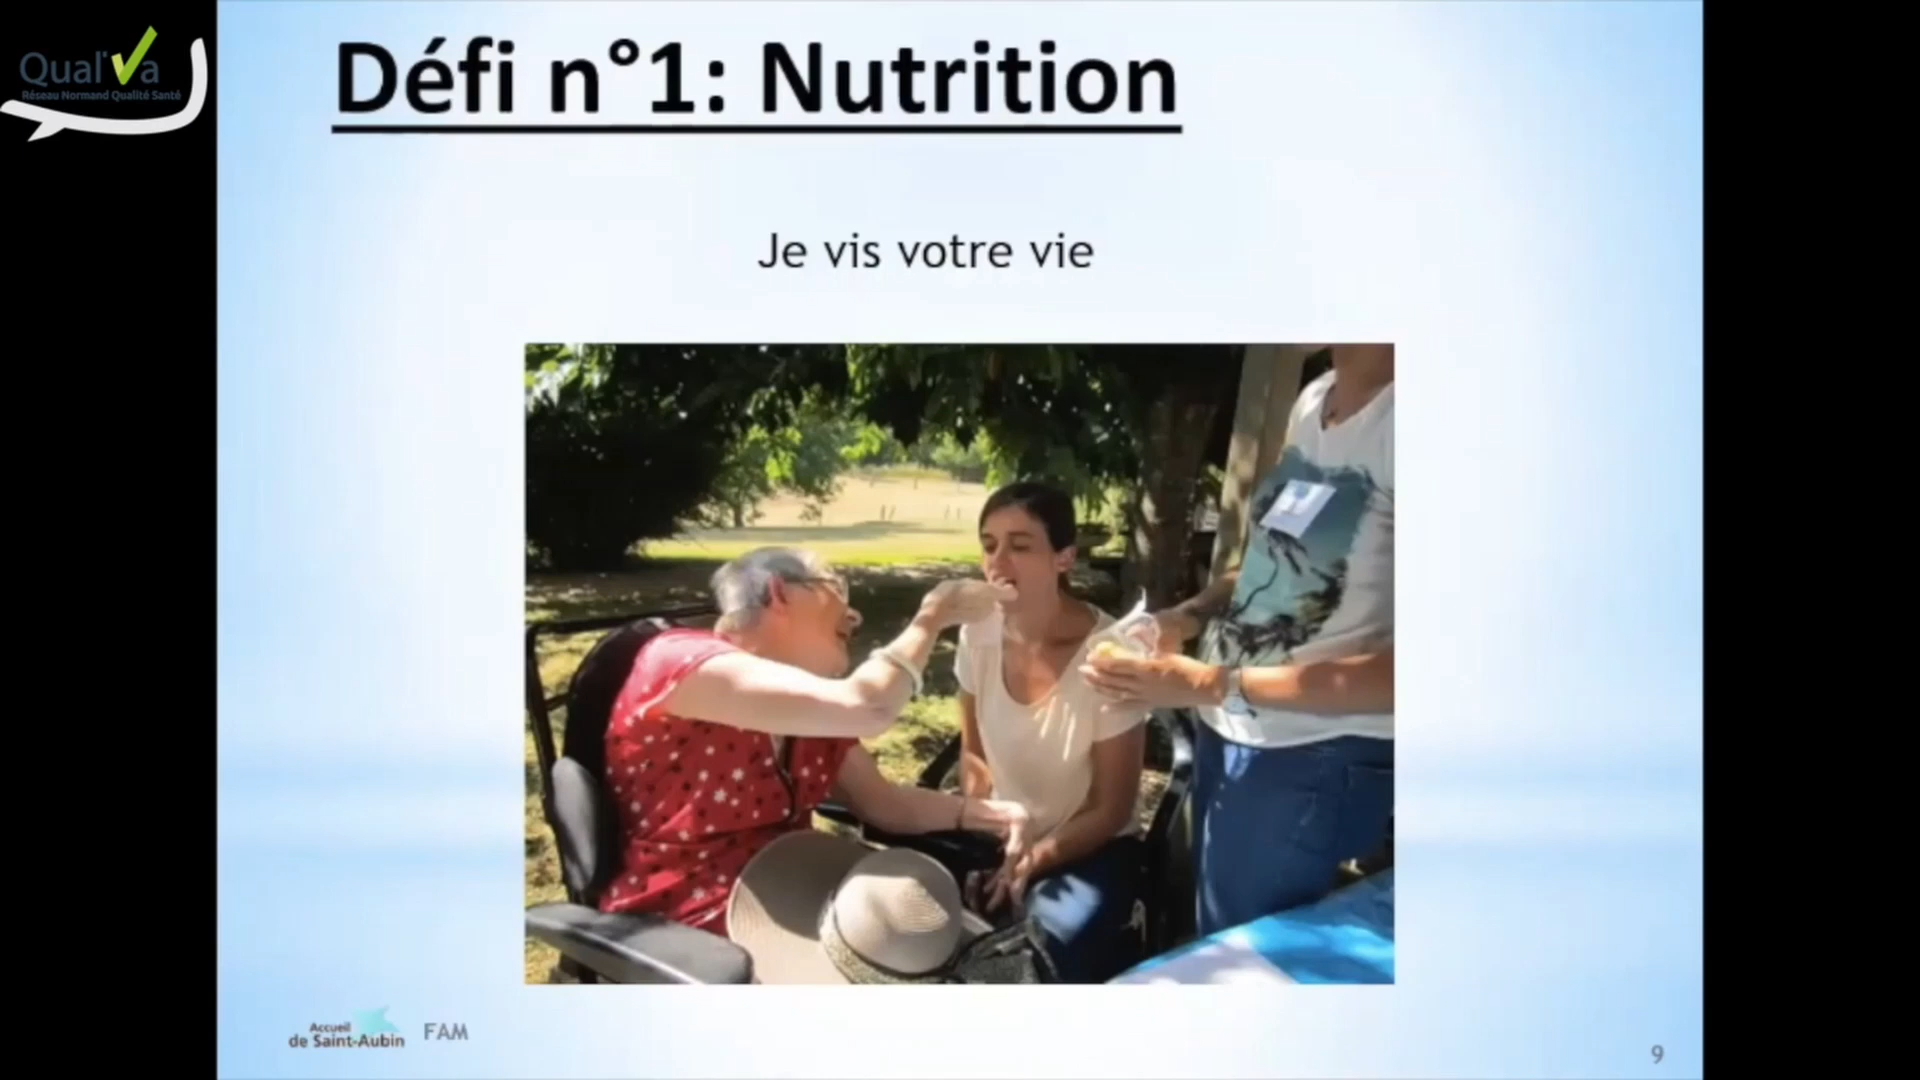 Qual'Va
Réseau Normand Qualité Santé
Défi n°1: Nutrition
Je vis votre vie
Accueil
de Saint-Aubin
FAM
9